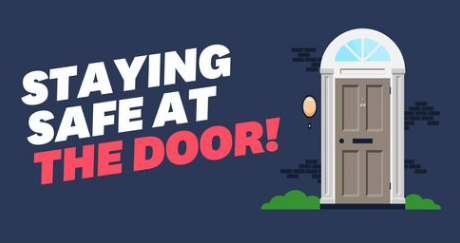 STAYING
SAFE AT
THE DOOR!